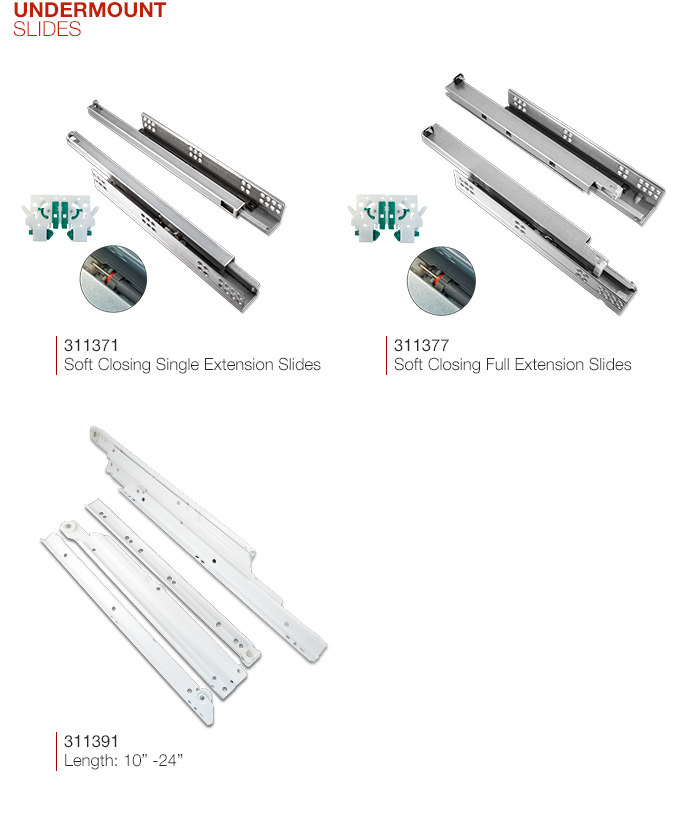 UNDERMOUNT
SLIDES
311371
Soft Closing Single Extension Slides
311377
Soft Closing Full Extension Slides
311391
Length: 10” -24”